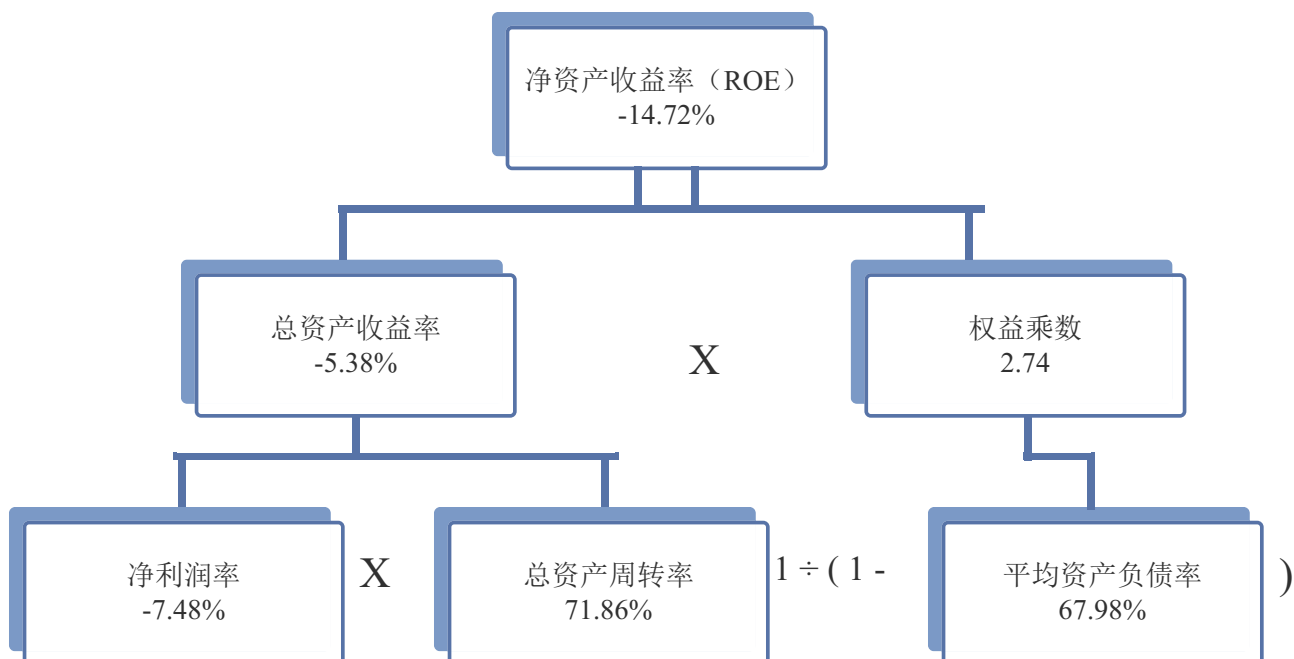 净资产收益率（ROE）
-14.72%
总资产收益率
-5.38%
X
权益乘数
2.74
净利润率
-7.48%
X
总资产周转率
71.86%
1 ÷ ( 1 -
平均资产负债率
67.98%
)